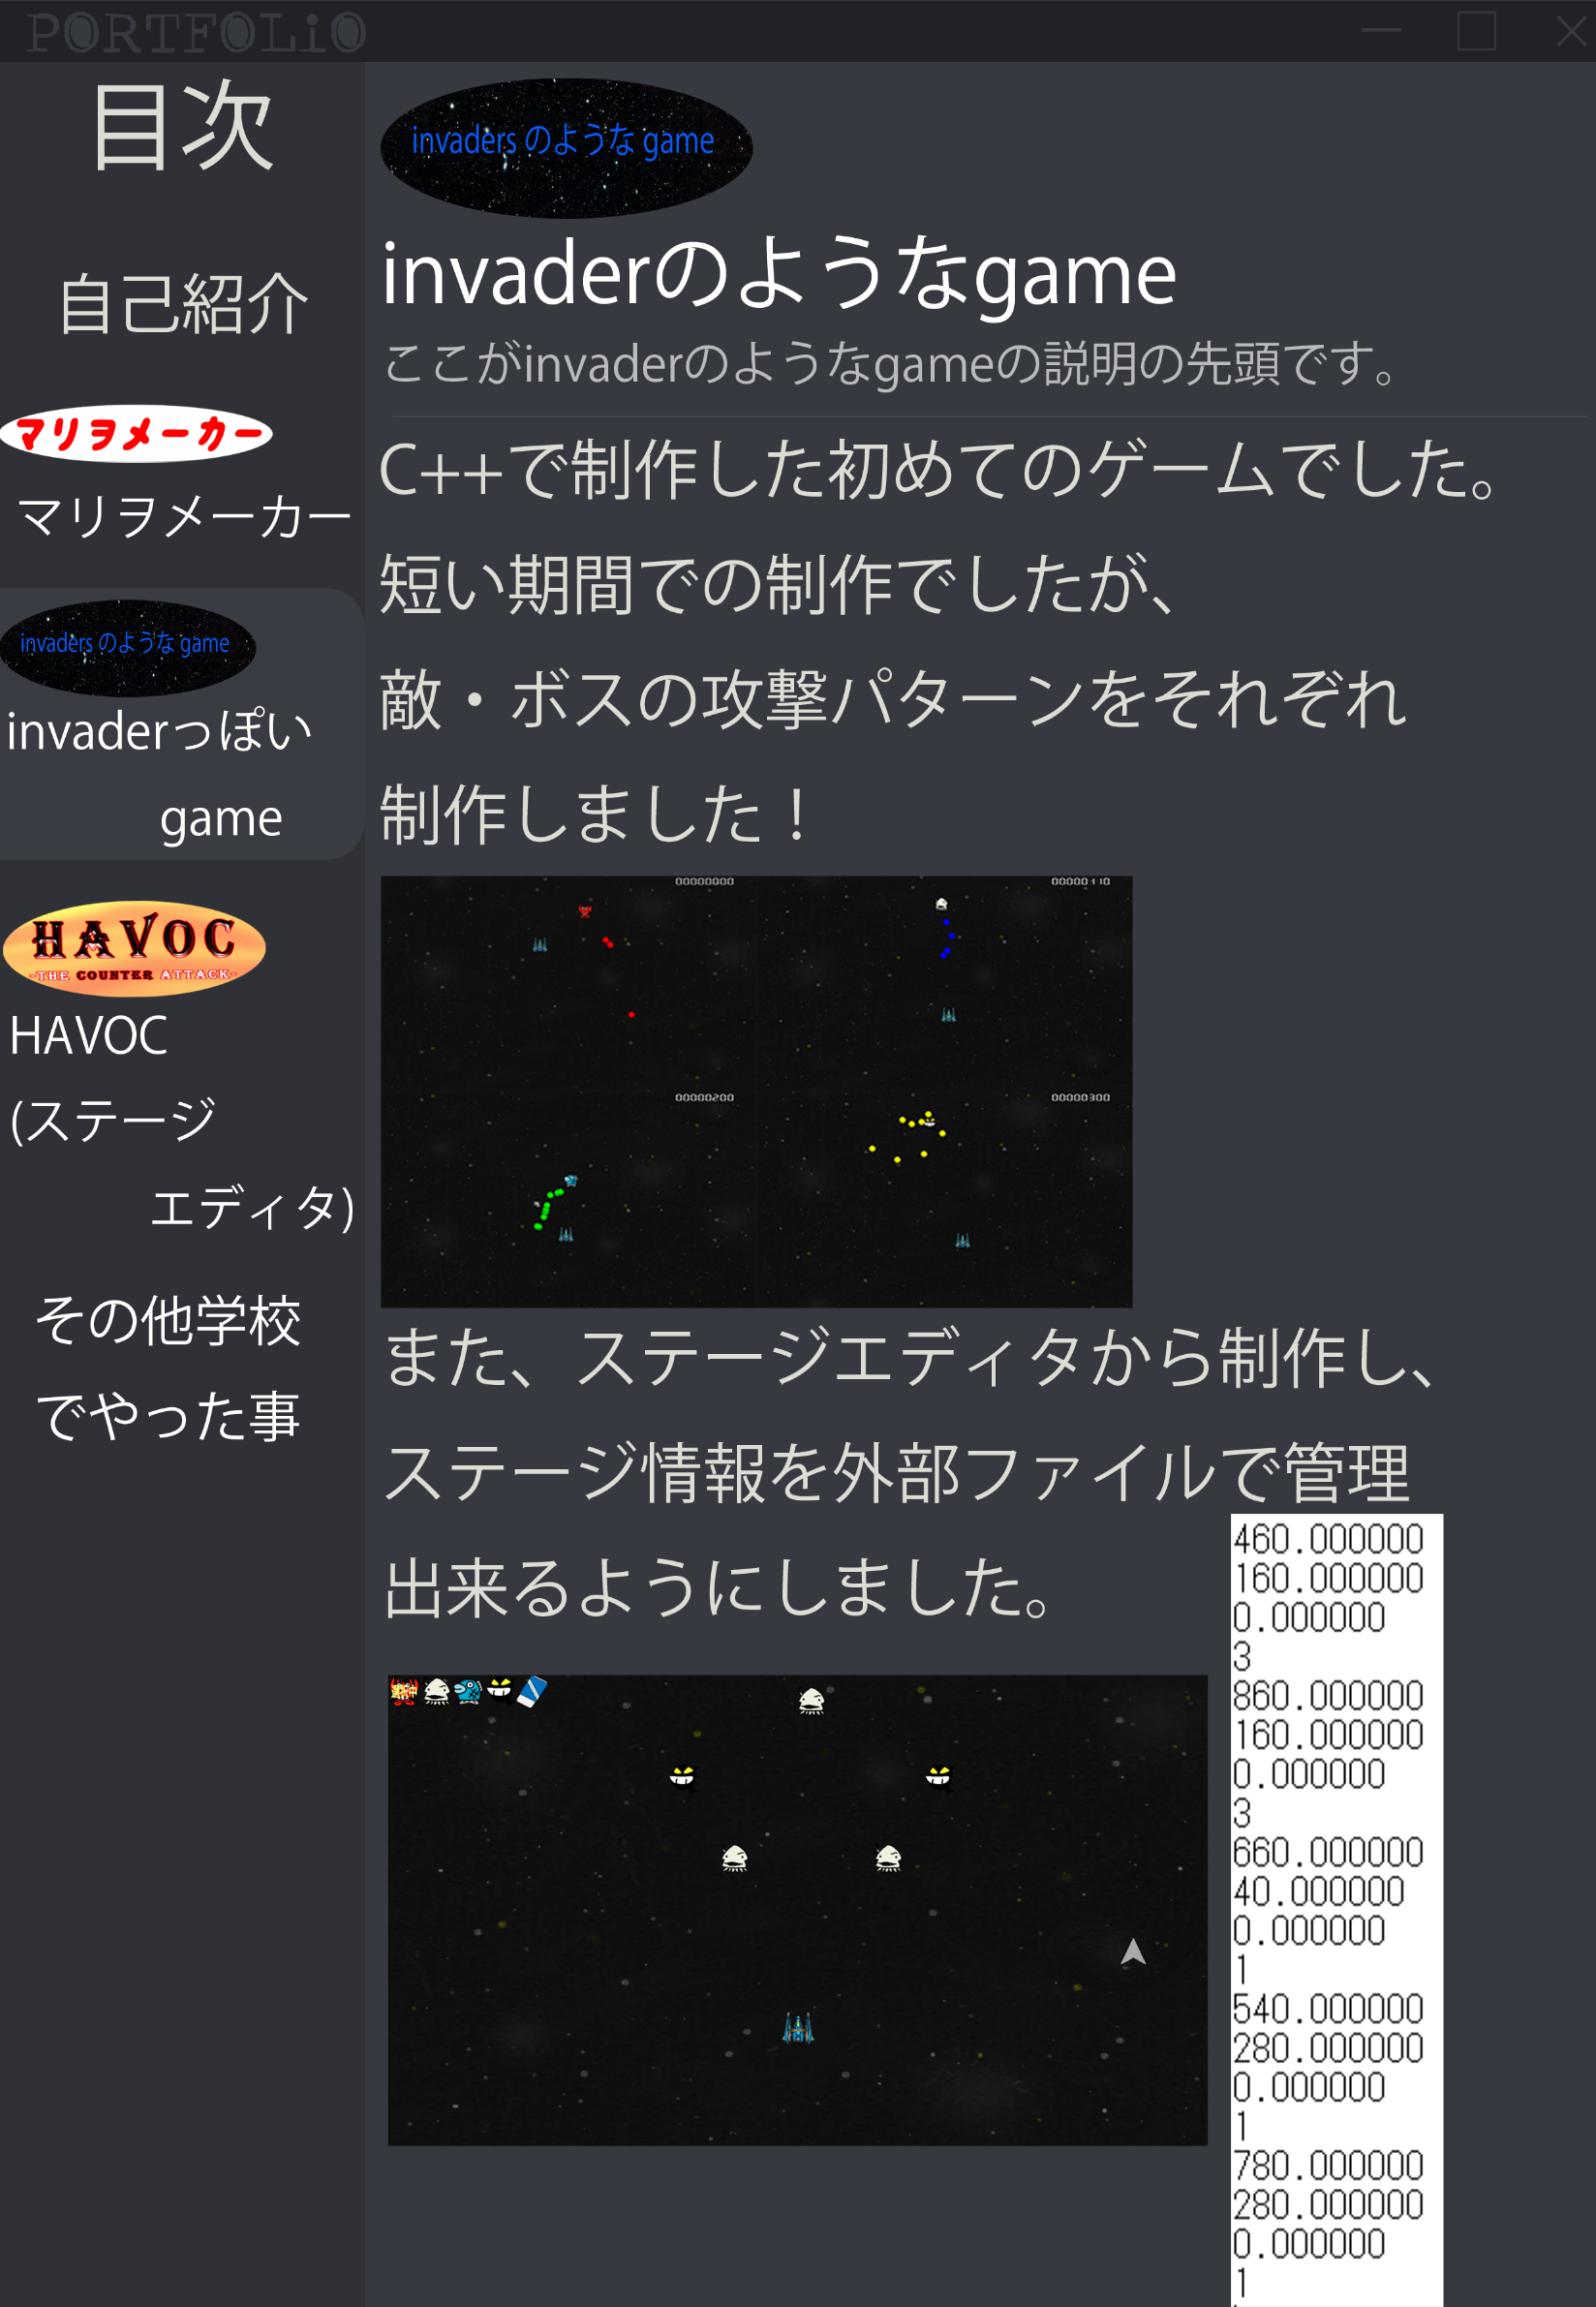 PORTFOLiO
目次
自己紹介
マリヲメーカー
マリヲメーカー
invaders のような game
invaderっぽい
game
HAVOC
-THE COUNTER ATTACK-
HAVOC
(ステージ
エディタ)
その他学校
でやった事
invaders のような game
invaderのようなgame
ここがinvaderのようなgameの説明の先頭です。
C++で制作した初めてのゲームでした。
短い期間での制作でしたが、
敵・ボスの攻撃パターンをそれぞれ
制作しました！
00000000
00000110
00000200
00000300
また、ステージエディタから制作し、
ステージ情報を外部ファイルで管理
出来るようにしました。
460.000000
160.000000
0.000000
3
860.000000
160.000000
0.000000
3
660.000000
40.000000
0.000000
1
540.000000
280.000000
0.000000
1
780.000000
280.000000
0.000000
1